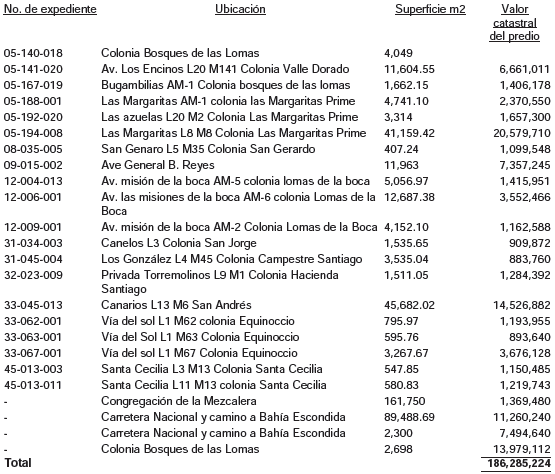 No. de expediente Ubicación Superficie m2 Valor
catastral
del predio
05-140-018 Colonia Bosques de las Lomas 4,049
05-141-020 Av. Los Encinos L20 M141 Colonia Valle Dorado 11,604.55 6,661,011
05-167-019 Bugambilias AM-1 Colonia bosques de las lomas 1,662.15 1,406,178
05-188-001 Las Margaritas AM-1 colonia las Margaritas Prime 4,741.10 2,370,550
05-192-020 Las azuelas L20 M2 Colonia Las Margaritas Prime 3,314 1,657,300
05-194-008 Las Margaritas L8 M8 Colonia Las Margaritas Prime 41,159.42 20,579,710
08-035-005 San Genaro L5 M35 Colonia San Gerardo 407.24 1,099,548
09-015-002 Ave General B. Reyes 11,963 7,357,245
12-004-013 Av. misión de la boca AM-5 colonia lomas de la boca 5,056.97 1,415,951
12-006-001 Av. las misiones de la boca AM-6 colonia Lomas de la 12,687.38 3,552,466
Boca
12-009-001 Av. misión de la boca AM-2 Colonia Lomas de la Boca 4,152.10 1,162,588
31-034-003 Canelos L3 Colonia San Jorge 1,535.65 909,872
31-045-004 Los González L4 M45 Colonia Campestre Santiago 3,535.04 883,760
32-023-009 Privada Torremolinos L9 M1 Colonia Hacienda 1,511.05 1,284,392
Santiago
33-045-013 Canarios L13 M6 San Andrés 45,682.02 14,526,882
33-062-001 Vía del sol L1 M62 colonia Equinoccio 795.97 1,193,955
33-063-001 Vía del Sol L1 M63 Colonia Equinoccio 595.76 893,640
33-067-001 Vía del sol L1 M67 Colonia Equinoccio 3,267.67 3,676,128
45-013-003 Santa Cecilia L3 M13 Colonia Santa Cecilia 547.85 1,150,485
45-013-011 Santa Cecilia L11 M13 colonia Santa Cecilia 580.83 1,219,743
- Congregación de la Mezcalera 161,750 1,369,480
- Carretera Nacional y camino a Bahía Escondida 89,488.69 11,260,240
- Carretera Nacional y camino a Bahía Escondida 2,300 7,494,640
- Colonia Bosques de las Lomas 2,698 13,979,112
Total 186,285,224